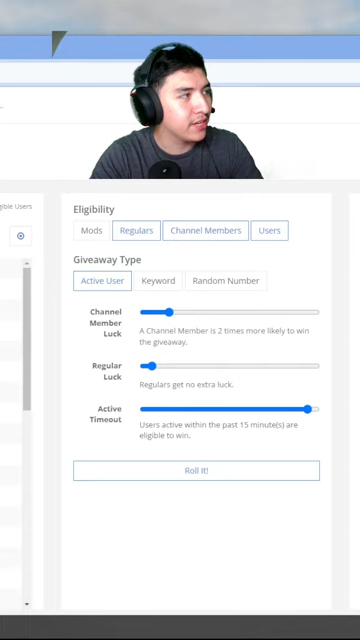 gible Users
Eligibility
Mods Regulars Channel Members Users
Giveaway Type
Active User Keyword Random Number
Channel
Member
Luck
A Channel Member is 2 times more likely to win
the giveaway.
Regular
Luck
Regulars get no extra luck.
Active
Timeout
Users active within the past 15 minute(s) are
eligible to win.
Roll It!